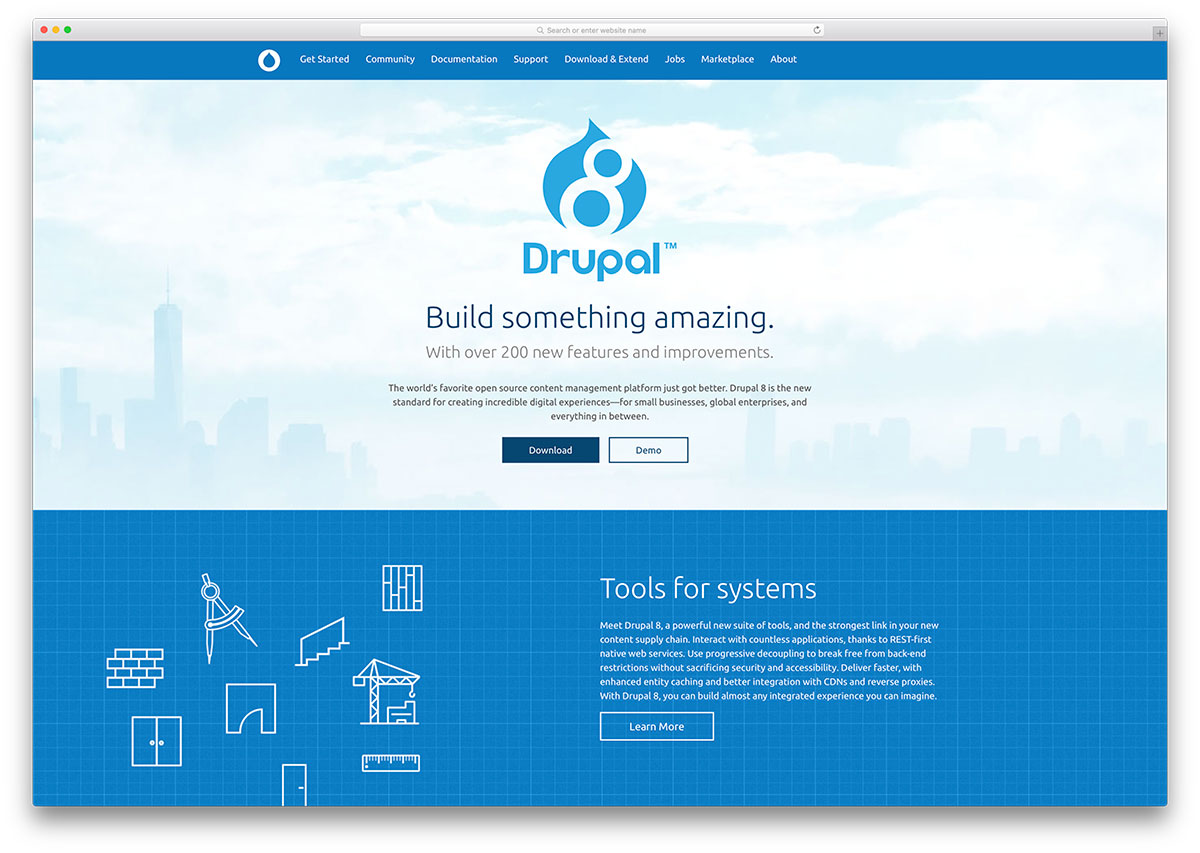 Search or enter website name
Get Started Community Documentation Support Download & Extend Jobs Marketplace About
8
Drupal™
Build something amazing.
With over 200 new features and improvements.
The world's favorite open source content management platform just got better. Drupal 8 is the new
standard for creating incredible digital experiences—for small businesses, global enterprises, and
everything in between.
Download Demo
Tools for systems
Meet Drupal 8, a powerful new suite of tools, and the strongest link in your new
content supply chain. Interact with countless applications, thanks to REST-first
native web services. Use progressive decoupling to break free from back-end
restrictions without sacrificing security and accessibility. Deliver faster, with
enhanced entity caching and better integration with CDNs and reverse proxies.
With Drupal 8, you can build almost any integrated experience you can imagine.
Learn More